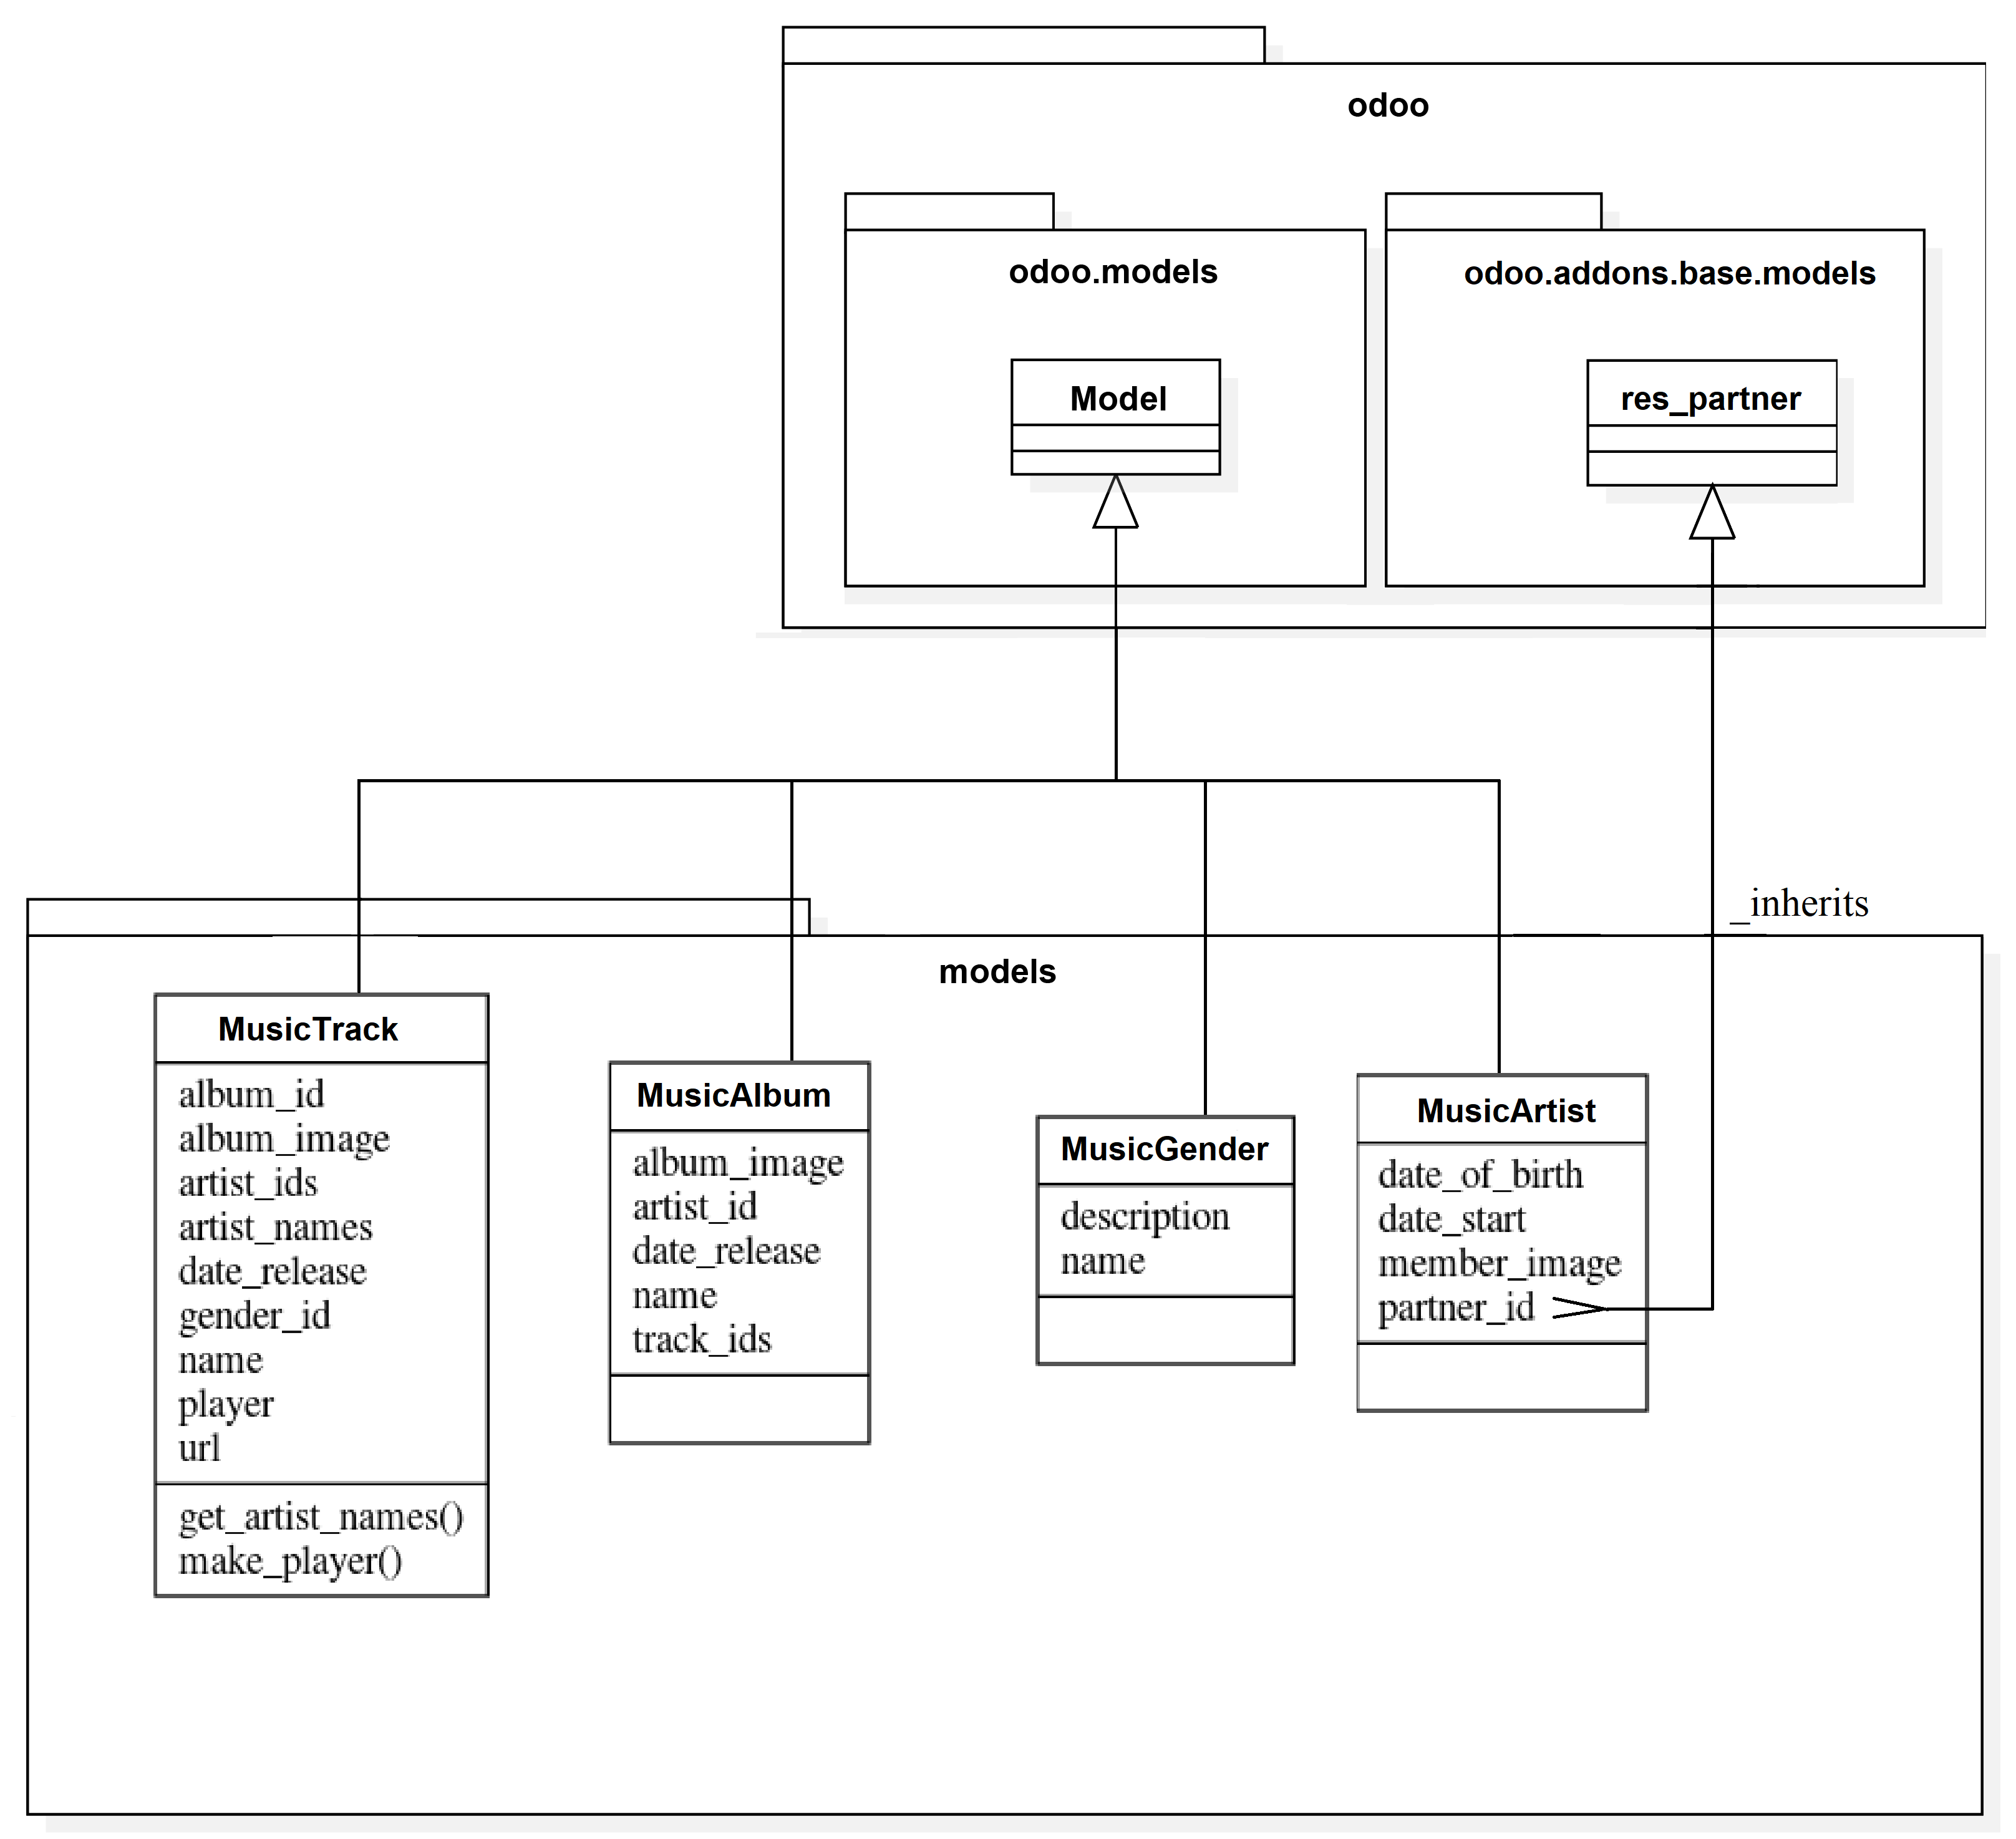 odoo
odoo.models
odoo.addons.base.models
Model
res_partner
_inherits
models
MusicTrack
album_id
album_image
artist_ids
artist_names
date_release
gender_id
name
player
url
get_artist_names()
make_player()
MusicAlbum
album_image
artist_id
date_release
name
track_ids
MusicGender
description
name
MusicArtist
date_of_birth
date_start
member_image
partner_id